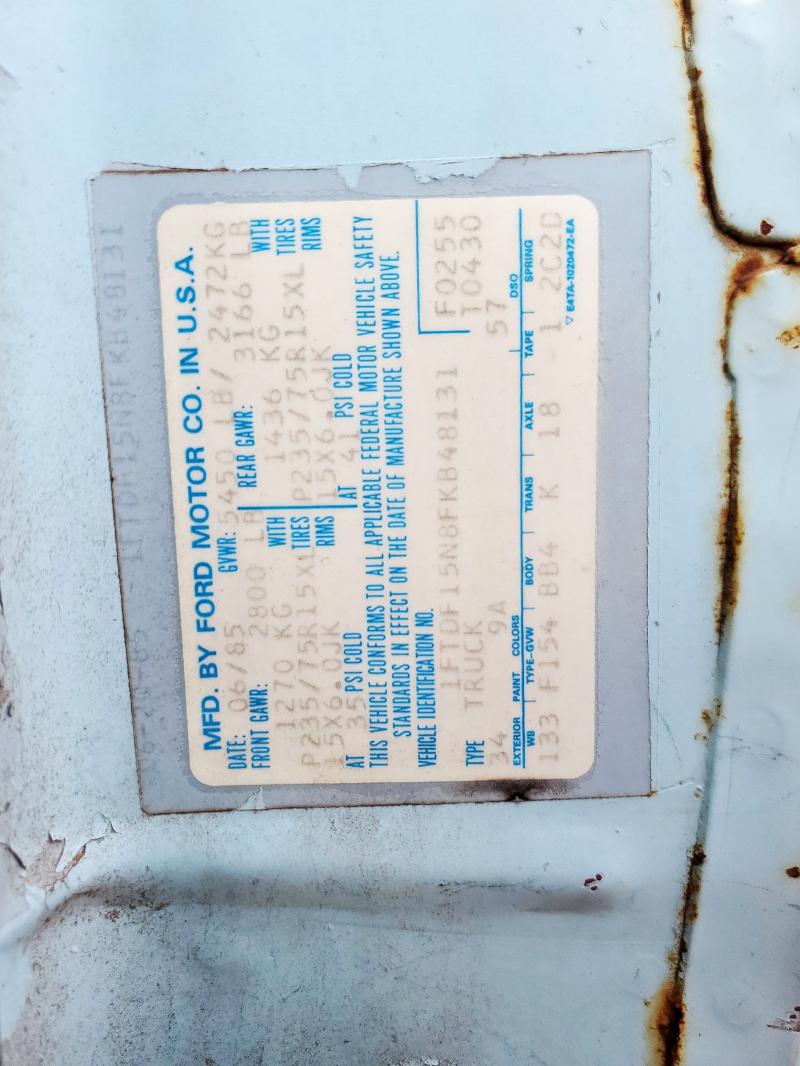 1FTDF15N8FKB48131
MFD. BY FORD MOTOR CO. IN U.S.A.
DATE: 06/85 GVWR: 5450 LB/ 2472KG
FRONT GAWR: 2800 LB REAR GAWR: 3166 LB
1270 KG WITH 1436 KG WITH
P235/75R15XL TIRES P235/75R15XL TIRES
15X6.0JK RIMS 15X6.0JK RIMS
AT 35 PSI COLD AT 41 PSI COLD
THIS VEHICLE CONFORMS TO ALL APPLICABLE FEDERAL MOTOR VEHICLE SAFETY
STANDARDS IN EFFECT ON THE DATE OF MANUFACTURE SHOWN ABOVE.
VEHICLE IDENTIFICATION NO.
1FTDF15N8FKB48131 F0255
TYPE TRUCK T0430
34 9A 57
EXTERIOR PAINT COLORS DSO
WB TYPE-GVW BODY TRANS AXLE TAPE SPRING
133 F154 BB4 K 18 1 2C2D
▽ E4TA-1020472-EA